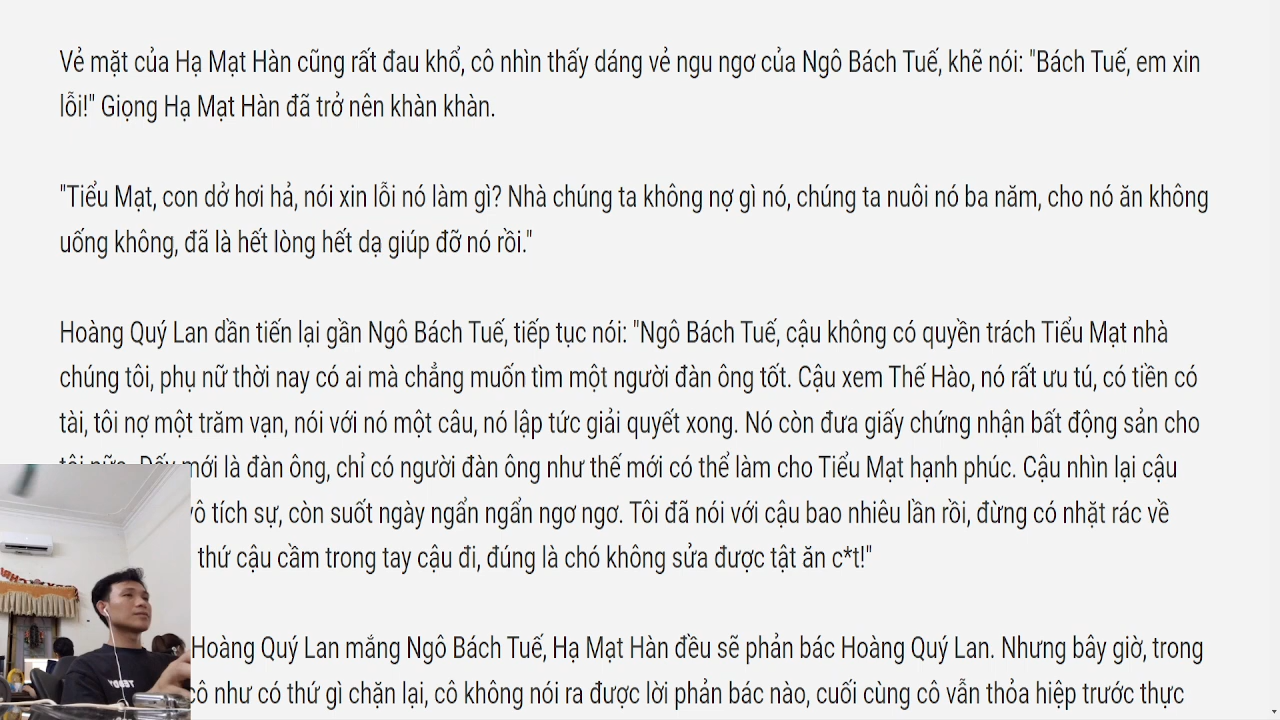 Vẻ mặt của Hạ Mạt Hàn cũng rất đau khổ, cô nhìn thấy dáng vẻ ngu ngơ của Ngô Bách Tuế, khẽ nói: "Bách Tuế, em xin
lỗi!" Giọng Hạ Mạt Hàn đã trở nên khàn khàn.
"Tiểu Mạt, con dở hơi hả, nói xin lỗi nó làm gì? Nhà chúng ta không nợ gì nó, chúng ta nuôi nó ba năm, cho nó ăn không
uống không, đã là hết lòng hết dạ giúp đỡ nó rồi."
Hoàng Quý Lan dần tiến lại gần Ngô Bách Tuế, tiếp tục nói: "Ngô Bách Tuế, cậu không có quyền trách Tiểu Mạt nhà
chúng tôi, phụ nữ thời nay có ai mà chẳng muốn tìm một người đàn ông tốt. Cậu xem Thế Hào, nó rất ưu tú, có tiền có
tài, tôi nợ một trăm vạn, nói với nó một câu, nó lập tức giải quyết xong. Nó còn đưa giấy chứng nhận bất động sản cho
tôi nữa. Đấy mới là đàn ông, chỉ có người đàn ông như thế mới có thể làm cho Tiểu Mạt hạnh phúc. Cậu nhìn lại cậu
vô tích sự, còn suốt ngày ngẩn ngẩn ngơ ngơ. Tôi đã nói với cậu bao nhiêu lần rồi, đừng có nhặt rác về
thứ cậu cầm trong tay cậu đi, đúng là chó không sửa được tật ăn c*t!"
Hoàng Quý Lan mắng Ngô Bách Tuế, Hạ Mạt Hàn đều sẽ phản bác Hoàng Quý Lan. Nhưng bây giờ, trong
cô như có thứ gì chặn lại, cô không nói ra được lời phản bác nào, cuối cùng cô vẫn thỏa hiệp trước thực